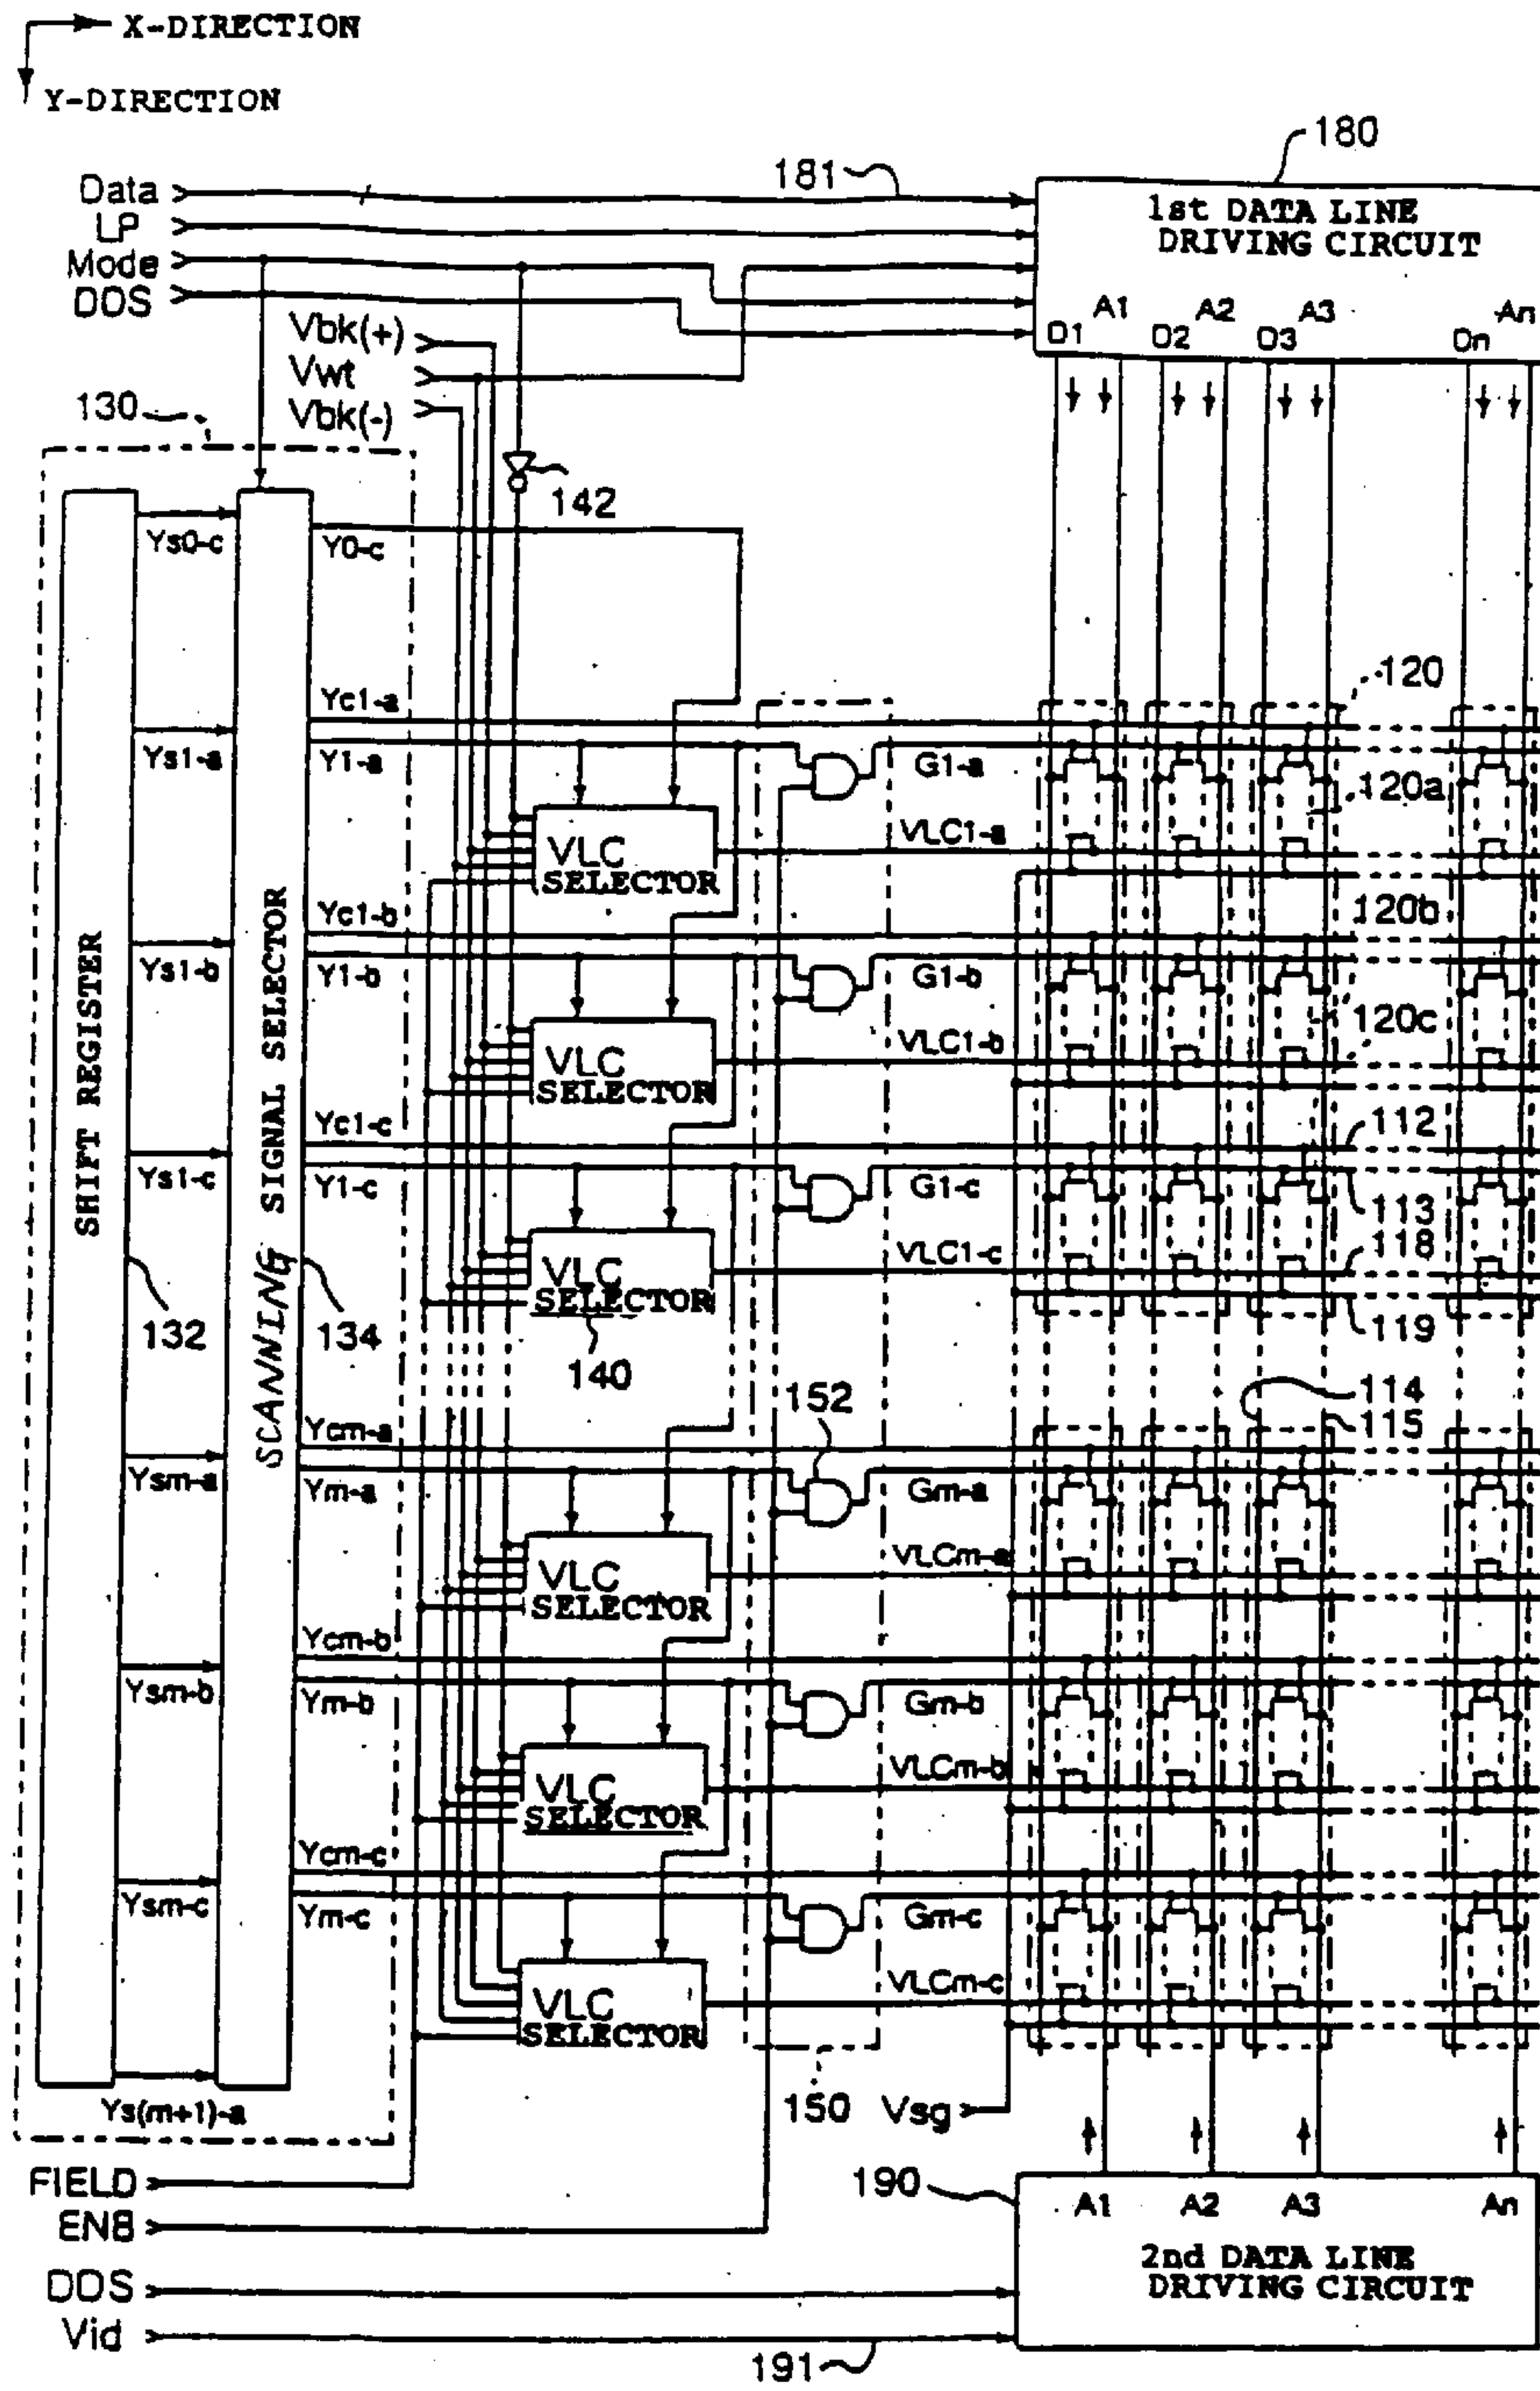 X-DIRECTION
Y-DIRECTION
180
181
Data
LP
Mode
DOS
1st DATA LINE
DRIVING CIRCUIT
A1 A2 A3 An
D1 D2 D3 Dn
Vbk(+)
Vwt
Vbk(-)
130
142
Ys0-c
Y0-c
120
Yc1-a
Ys1-a
Y1-a
G1-a
120a
VLC
SELECTOR
VLC1-a
Yc1-b
120b
Ys1-b
Y1-b
G1-b
120c
VLC
SELECTOR
VLC1-b
SHIFT REGISTER
SCANNING SIGNAL SELECTOR
Yc1-c
112
Ys1-c
Y1-c
G1-c
113
VLC
SELECTOR
VLC1-c
118
132
134
119
140
152
114
115
Ycm-a
Ysm-a
Ym-a
Gm-a
VLC
SELECTOR
VLCm-a
Ycm-b
Ysm-b
Ym-b
Gm-b
VLC
SELECTOR
VLCm-b
Ycm-c
Ysm-c
Ym-c
Gm-c
VLC
SELECTOR
VLCm-c
Ys(m+1)-a
150
Vsg
FIELD
ENB
190
A1 A2 A3 An
2nd DATA LINE
DRIVING CIRCUIT
DOS
Vid
191